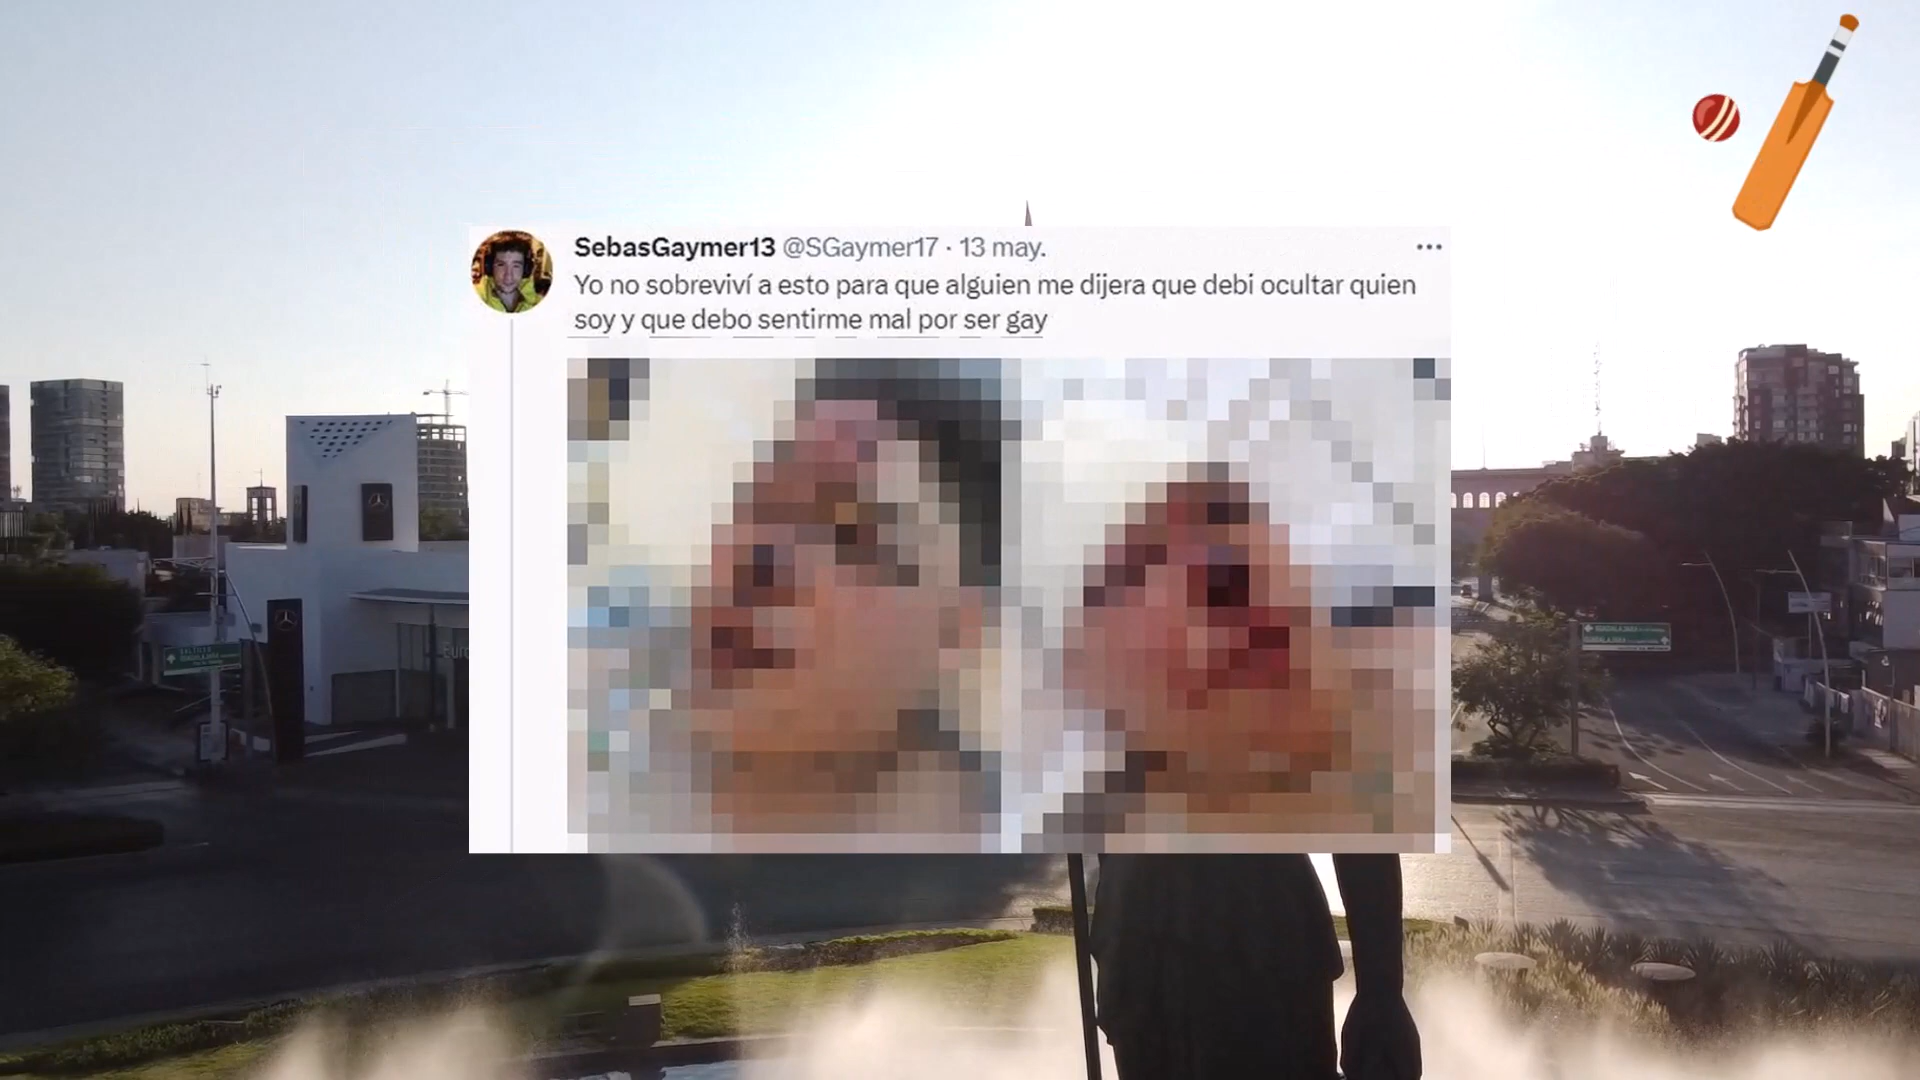 SebasGaymer13 @SGaymer17 · 13 may.
Yo no sobreviví a esto para que alguien me dijera que debi ocultar quien
soy y que debo sentirme mal por ser gay
GUADALAJARA